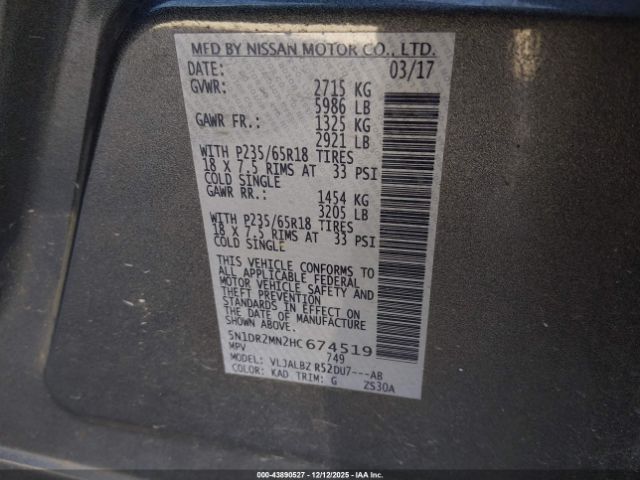 MFD BY NISSAN MOTOR CO., LTD.
DATE: 03/17
GVWR: 2715 KG
5986 LB
GAWR FR.: 1325 KG
2921 LB
WITH P235/65R18 TIRES
18 X 7.5 RIMS AT 33 PSI
COLD SINGLE
GAWR RR.: 1454 KG
3205 LB
WITH P235/65R18 TIRES
18 X 7.5 RIMS AT 33 PSI
COLD SINGLE
THIS VEHICLE CONFORMS TO
ALL APPLICABLE FEDERAL
MOTOR VEHICLE SAFETY AND
THEFT PREVENTION
STANDARDS IN EFFECT ON
THE DATE OF MANUFACTURE
SHOWN ABOVE.
5N1DR2MN2HC674519
MPV 749
MODEL: VLJALBZ R52DU7---AB
COLOR: KAD TRIM: G ZS30A
000-43890527 - 12/12/2025 - IAAI.COM